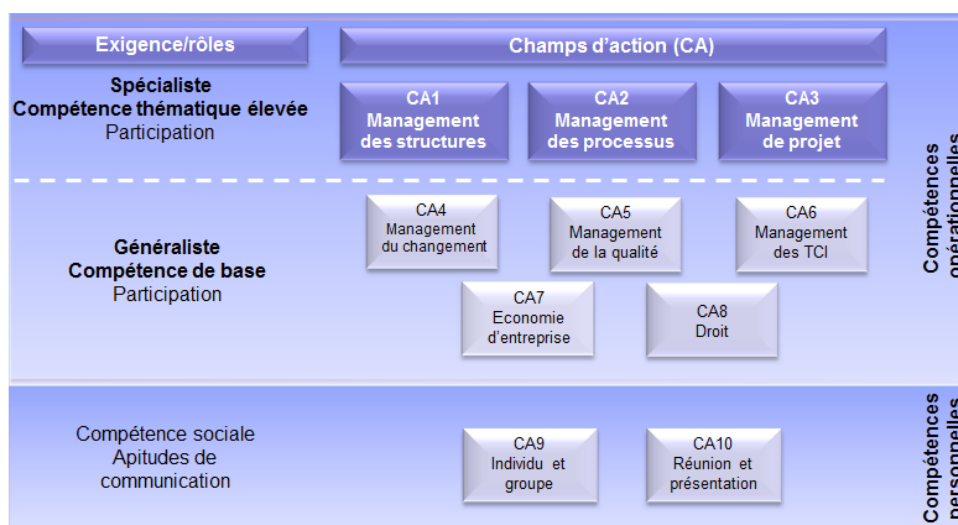 Exigence/rôles
Champs d'action (CA)
Spécialiste
Compétence thématique élevée
Participation
CA1
Management
des structures
CA2
Management
des processus
CA3
Management
de projet
Généraliste
Compétence de base
Participation
CA4
Management
du changement
CA5
Management
de la qualité
CA6
Management
des TCI
CA7
Economie
d'entreprise
CA8
Droit
Compétences
opérationnelles
Compétence sociale
Apitudes de
communication
CA9
Individu et
groupe
CA10
Réunion et
présentation
Compétences
personnelles